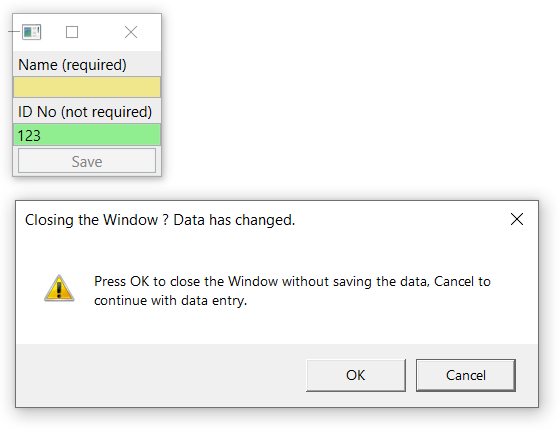 Name (required)
ID No (not required)
123
Save
Closing the Window ? Data has changed.
Press OK to close the Window without saving the data, Cancel to
continue with data entry.
OK
Cancel